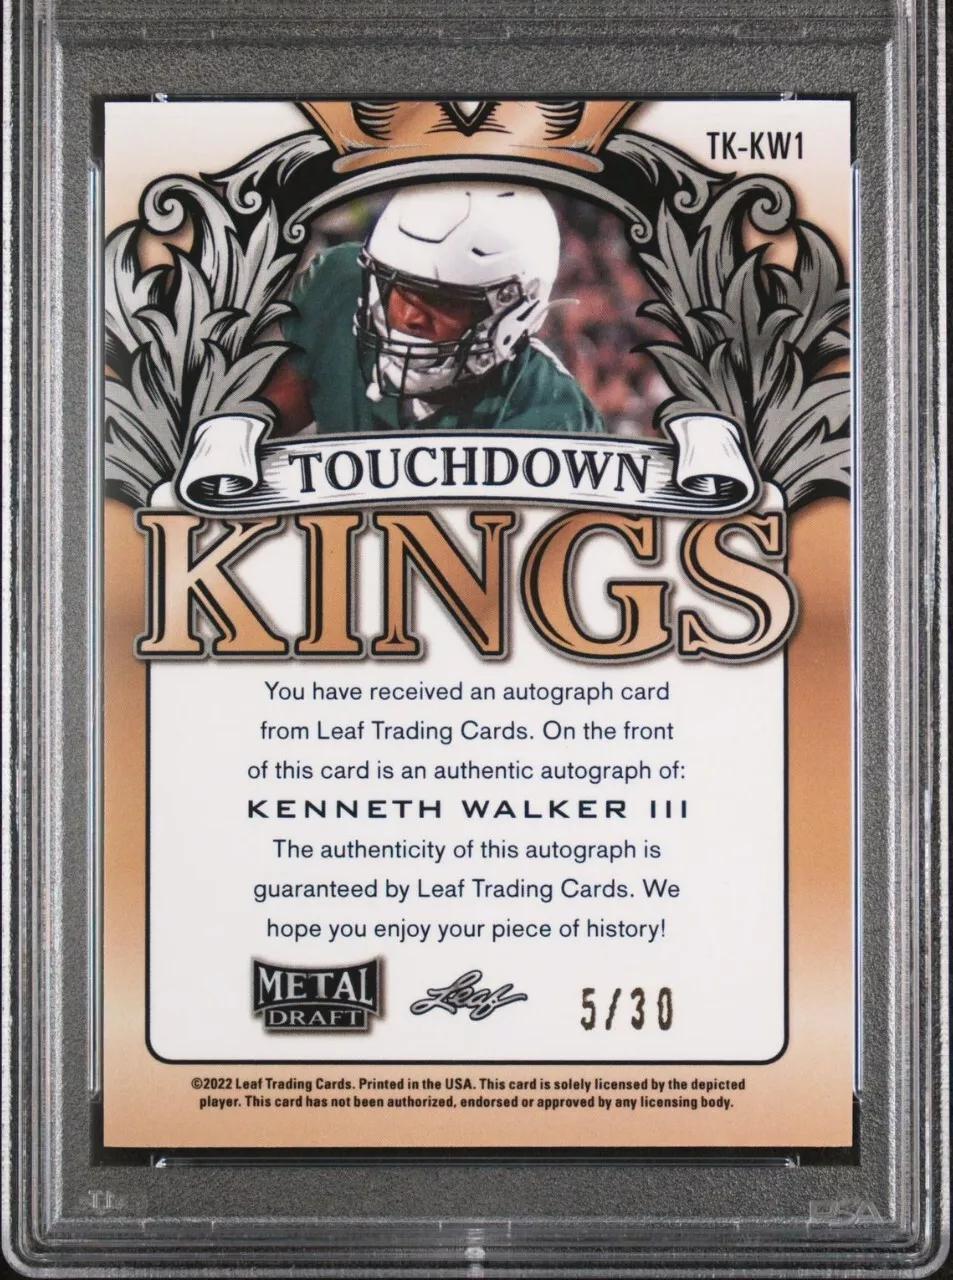 TK-KW1
TOUCHDOWN
KINGS
You have received an autograph card
from Leaf Trading Cards. On the front
of this card is an authentic autograph of:
KENNETH WALKER III
The authenticity of this autograph is
guaranteed by Leaf Trading Cards. We
hope you enjoy your piece of history!
METAL
DRAFT
Leaf
5/30
©2022 Leaf Trading Cards. Printed in the USA. This card is solely licensed by the depicted
player. This card has not been authorized, endorsed or approved by any licensing body.
PSA